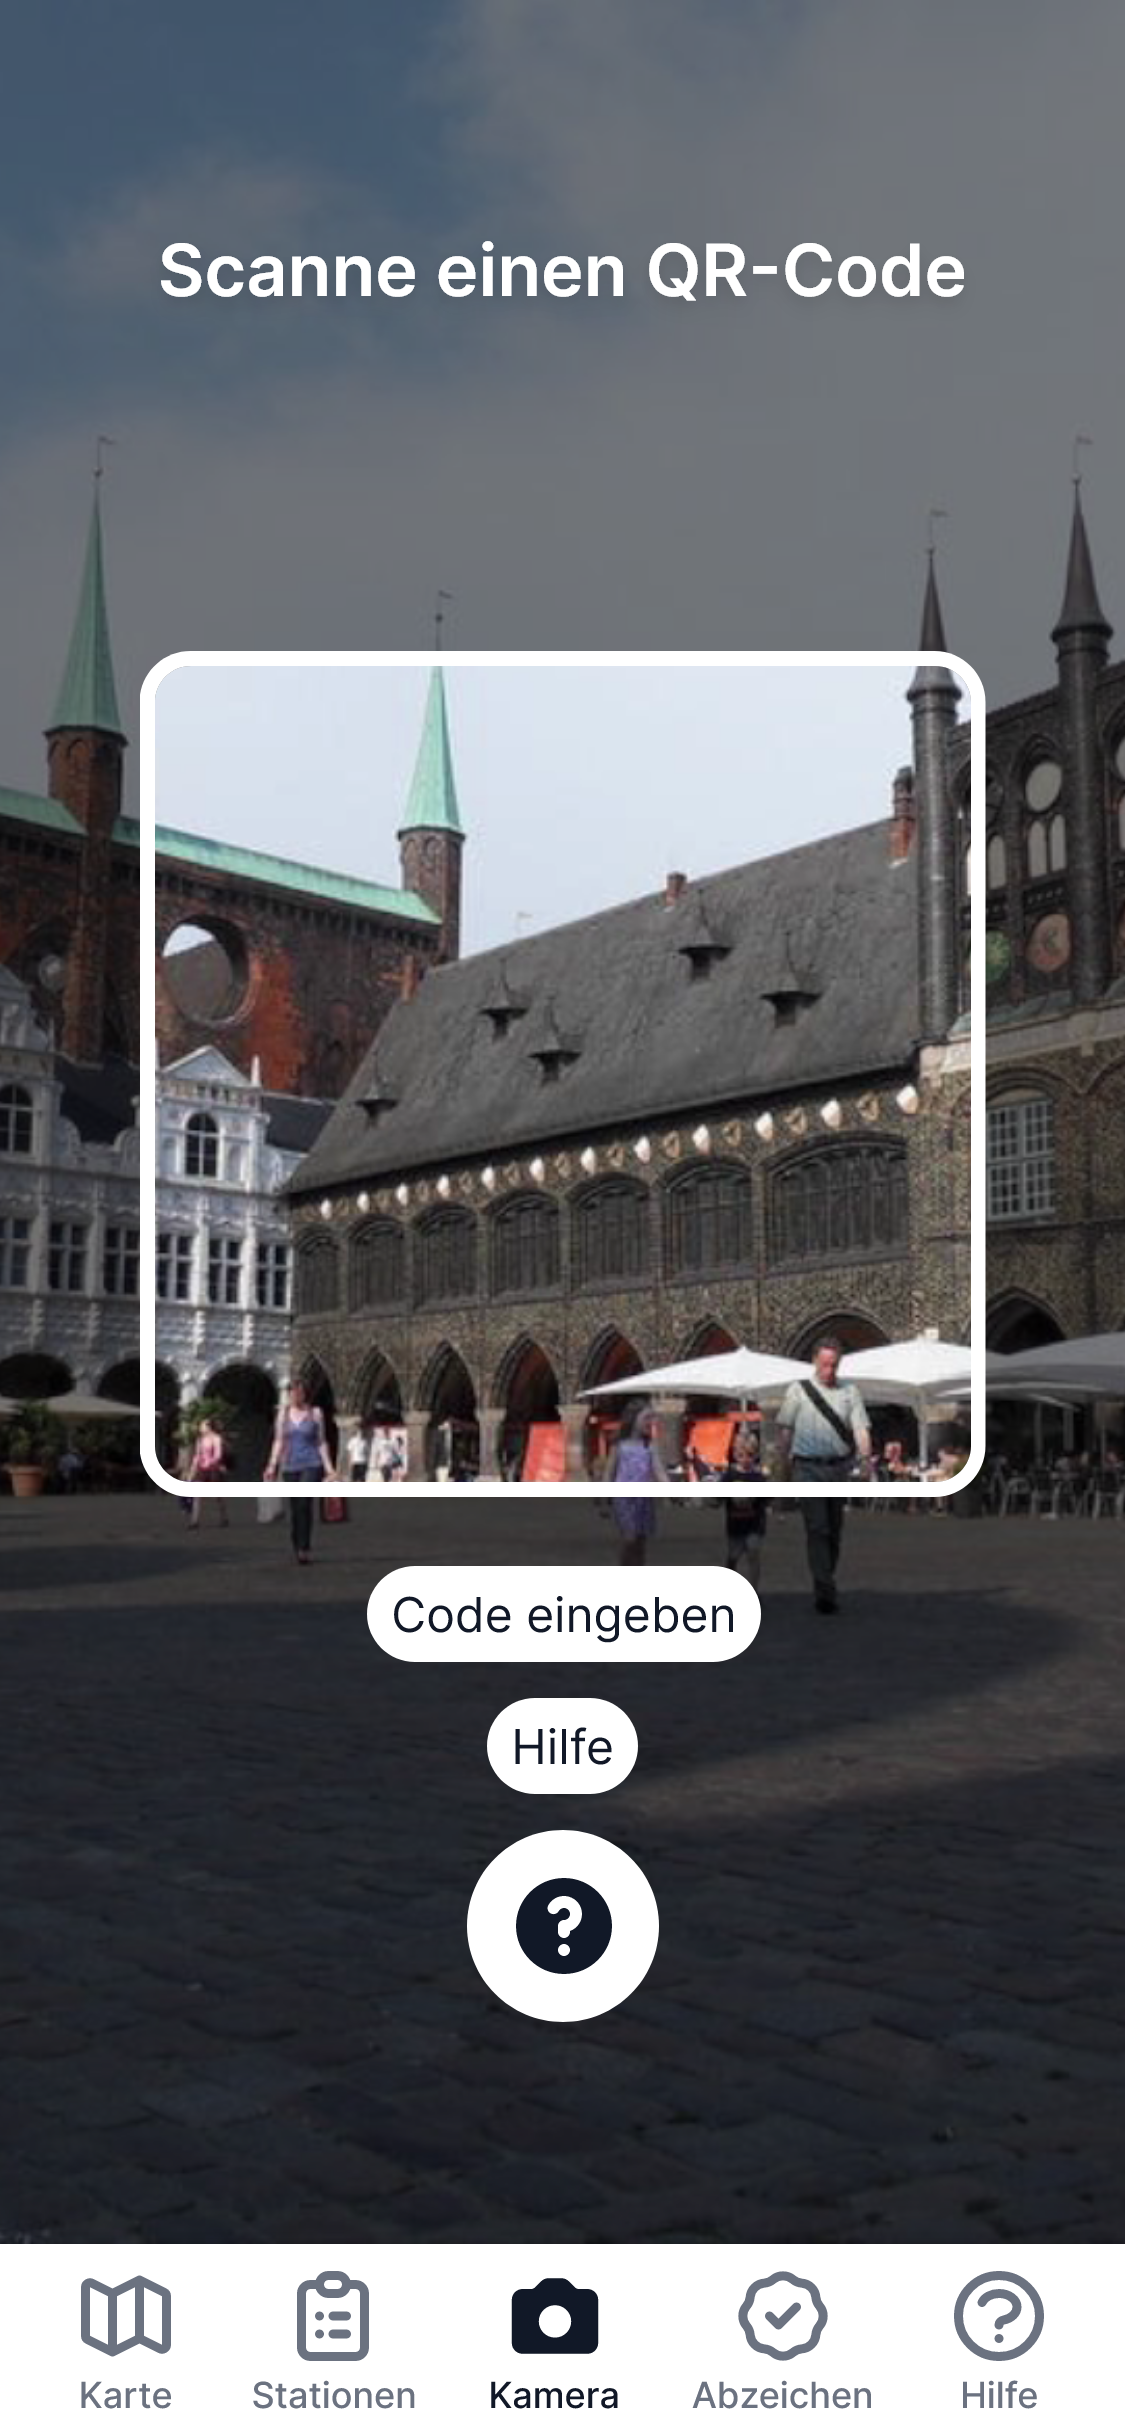 Scanne einen QR-Code
Code eingeben
Hilfe
Karte
Stationen
Kamera
Abzeichen
Hilfe